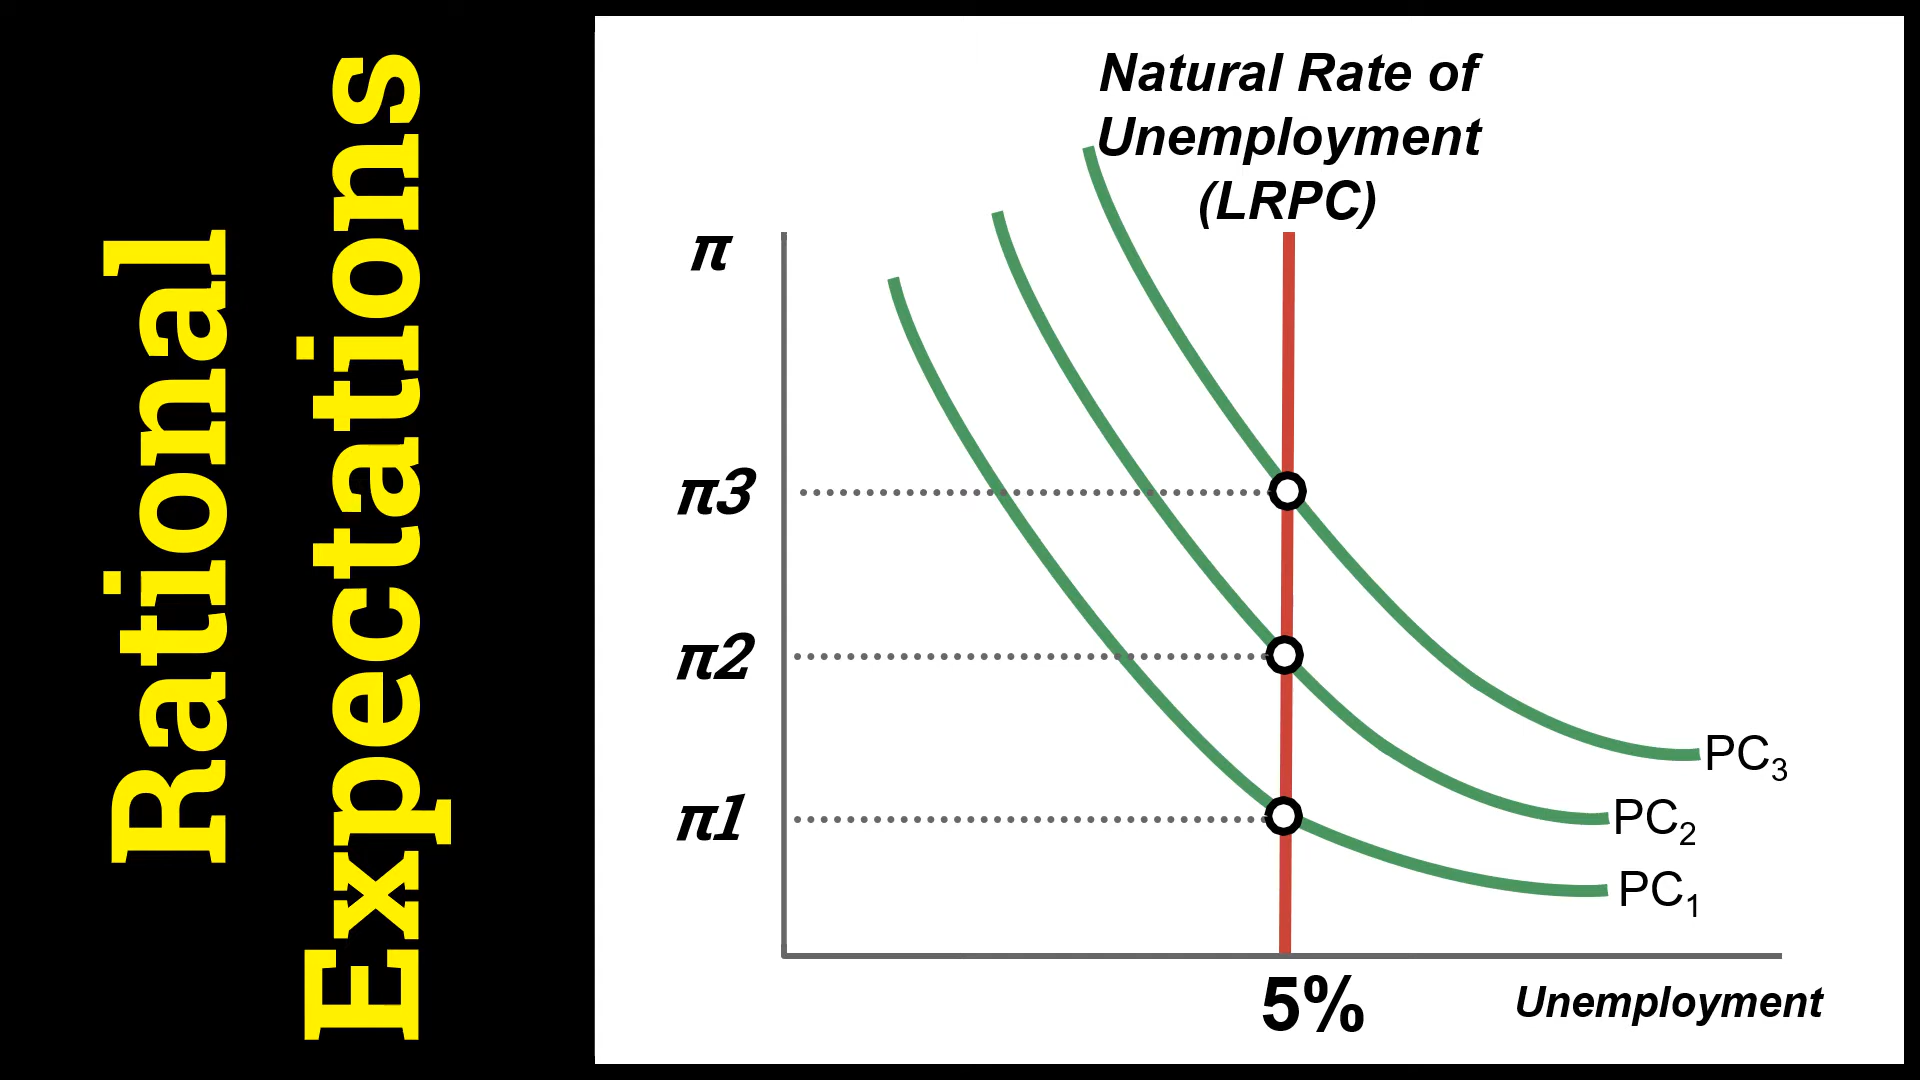 Rational
Expectations
Natural Rate of
Unemployment
(LRPC)
π
π3
π2
π1
PC₃
PC₂
PC₁
5%
Unemployment